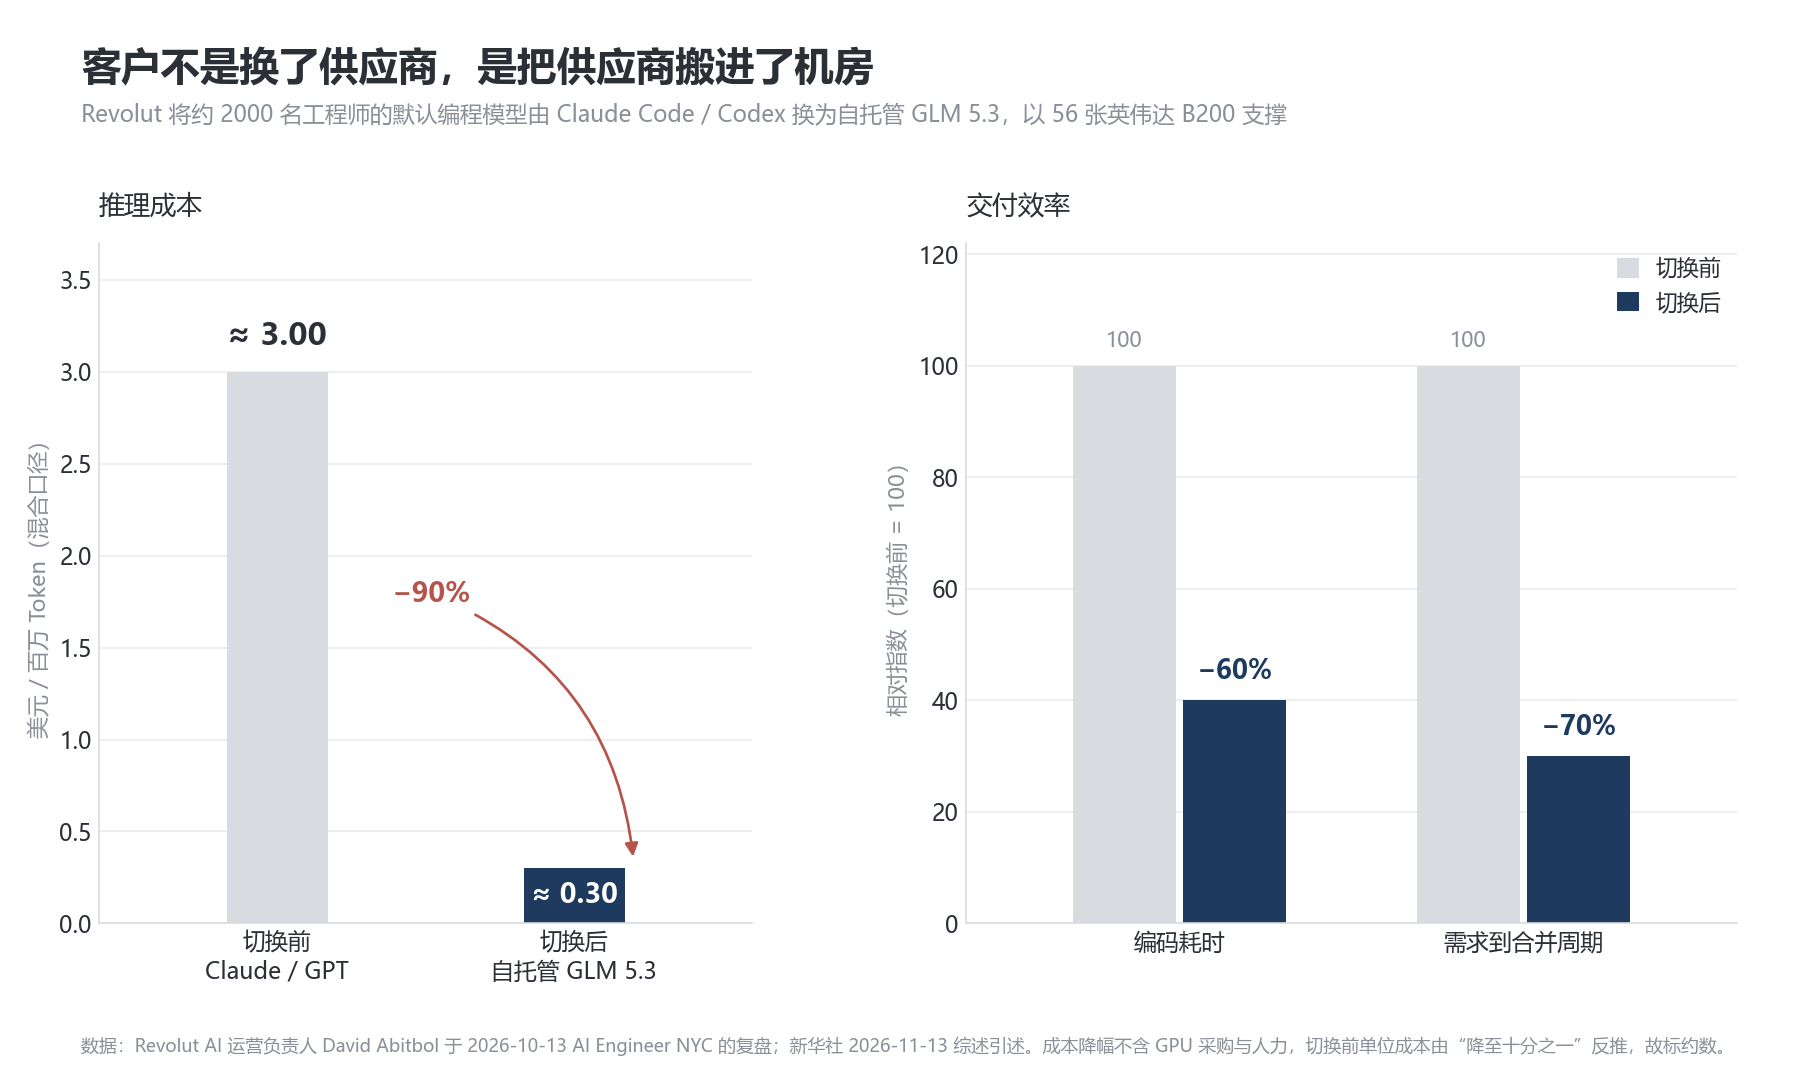 客户不是换了供应商，是把供应商搬进了机房
Revolut 将约 2000 名工程师的默认编程模型由 Claude Code / Codex 换为自托管 GLM 5.3，以 56 张英伟达 B200 支撑
推理成本
美元 / 百万 Token（混合口径）
3.5
3.0
2.5
2.0
1.5
1.0
0.5
0.0
≈ 3.00
−90%
≈ 0.30
切换前
Claude / GPT
切换后
自托管 GLM 5.3
交付效率
相对指数（切换前 = 100）
120
100
80
60
40
20
0
切换前
切换后
100
100
−60%
−70%
编码耗时
需求到合并周期
数据：Revolut AI 运营负责人 David Abitbol 于 2026-10-13 AI Engineer NYC 的复盘；新华社 2026-11-13 综述引述。成本降幅不含 GPU 采购与人力，切换前单位成本由“降至十分之一”反推，故标约数。